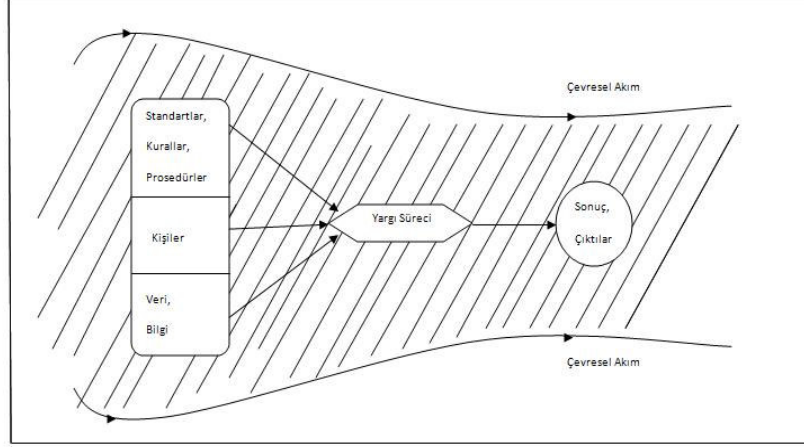 Çevresel Akım
Standartlar,
Kurallar,
Prosedürler
Kişiler
Veri,
Bilgi
Yargı Süreci
Sonuç,
Çıktılar
Çevresel Akım